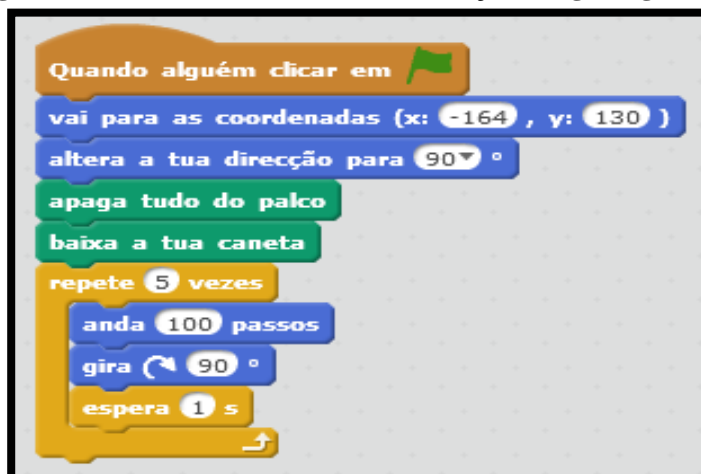 Quando alguém clicar em
vai para as coordenadas (x: -164 , y: 130 )
altera a tua direcção para 90 °
apaga tudo do palco
baixa a tua caneta
repete 5 vezes
anda 100 passos
gira 90 °
espera 1 s